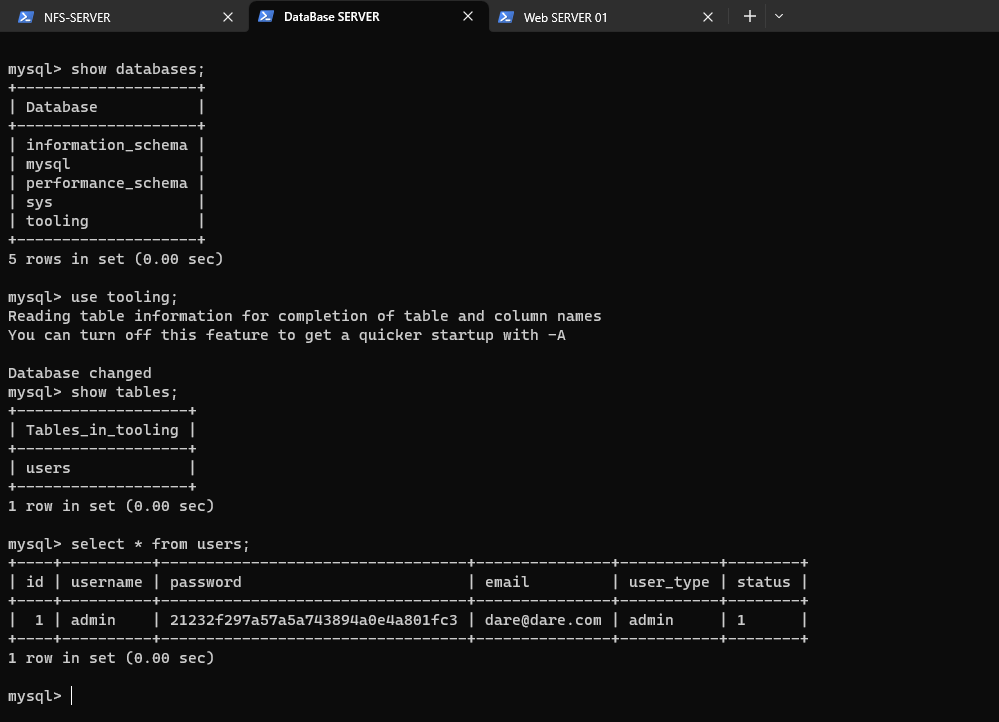 NFS-SERVER
DataBase SERVER
Web SERVER 01
mysql> show databases;
+--------------------+
| Database           |
+--------------------+
| information_schema |
| mysql              |
| performance_schema |
| sys                |
| tooling            |
+--------------------+
5 rows in set (0.00 sec)
mysql> use tooling;
Reading table information for completion of table and column names
You can turn off this feature to get a quicker startup with -A
Database changed
mysql> show tables;
+-------------------+
| Tables_in_tooling |
+-------------------+
| users             |
+-------------------+
1 row in set (0.00 sec)
mysql> select * from users;
+----+----------+----------------------------------+---------------+-----------+--------+
| id | username | password                         | email         | user_type | status |
+----+----------+----------------------------------+---------------+-----------+--------+
|  1 | admin    | 21232f297a57a5a743894a0e4a801fc3 | dare@dare.com | admin     | 1      |
+----+----------+----------------------------------+---------------+-----------+--------+
1 row in set (0.00 sec)
mysql>